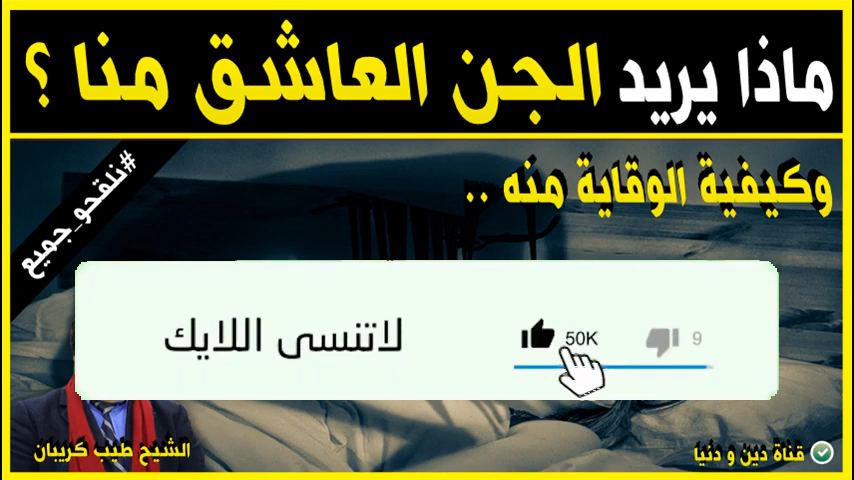 ماذا يريد الجن العاشق منا ؟
وكيفية الوقاية منه ..
#نلقحو_جميع
لاتنسى اللايك
50K
9
الشيخ طيب كريبان
قناة دين و دنيا